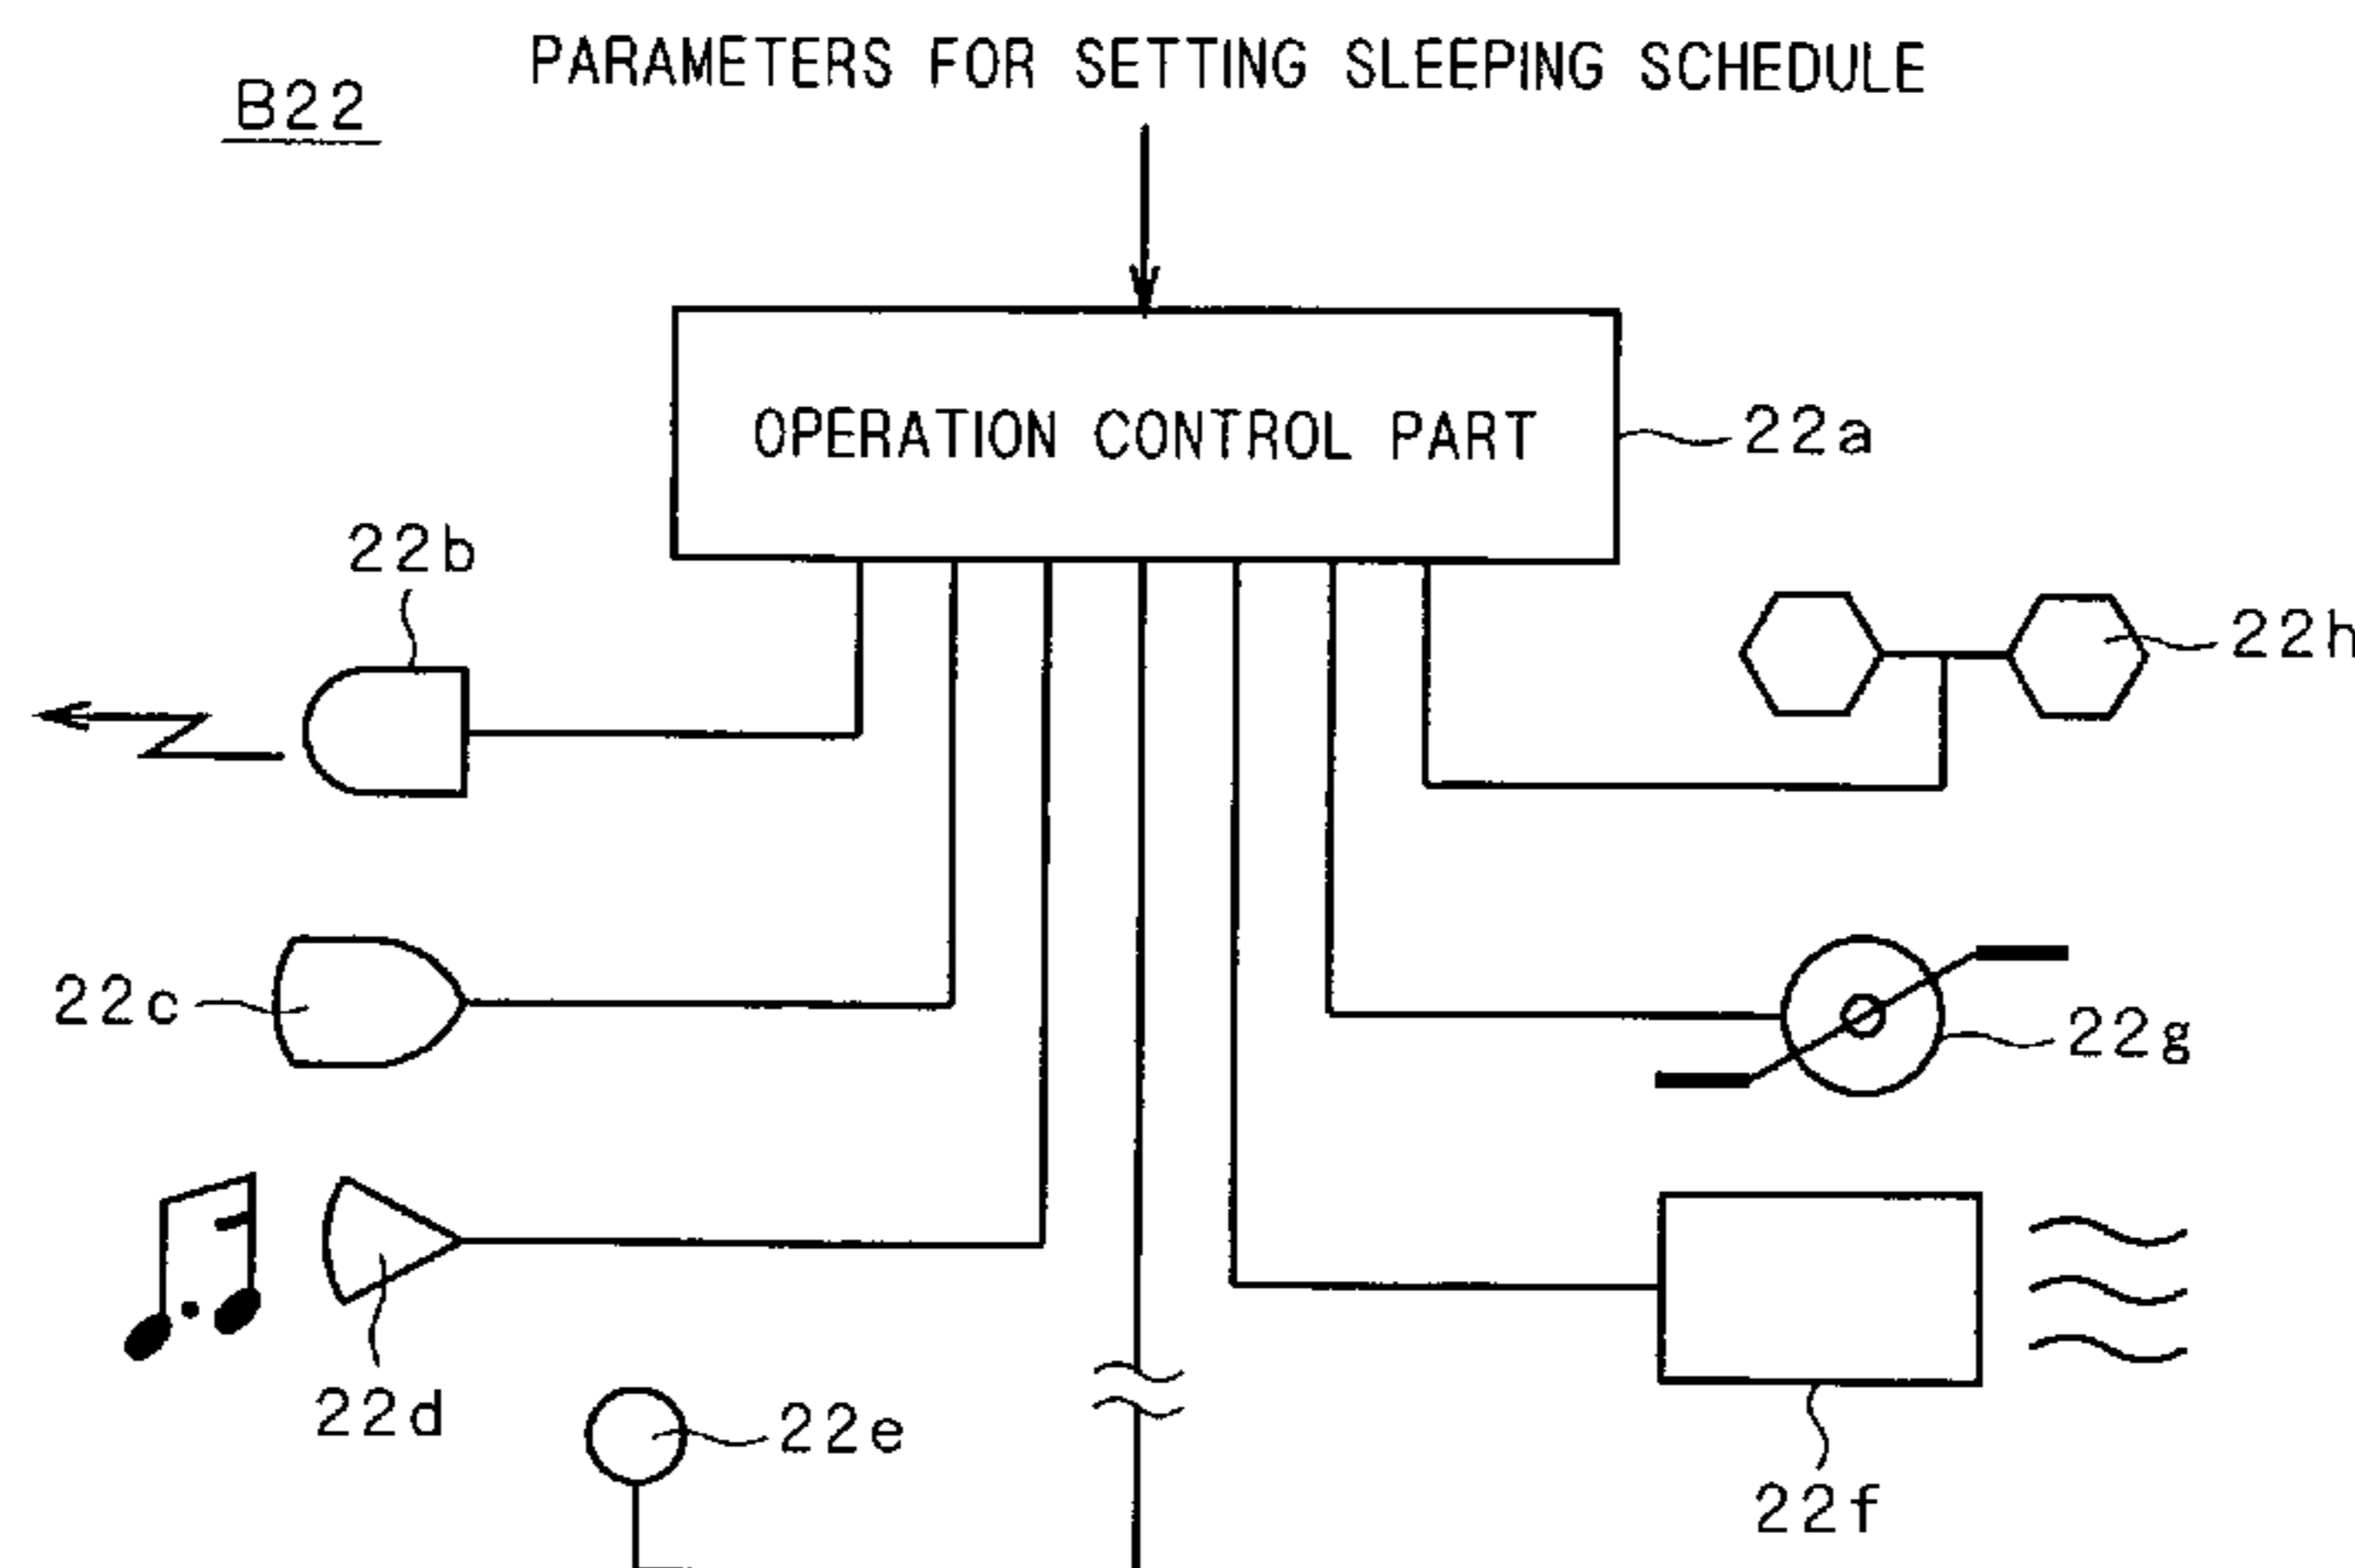 PARAMETERS FOR SETTING SLEEPING SCHEDULE
B22
OPERATION CONTROL PART
22a
22b
22h
22c
22g
22d
22e
22f